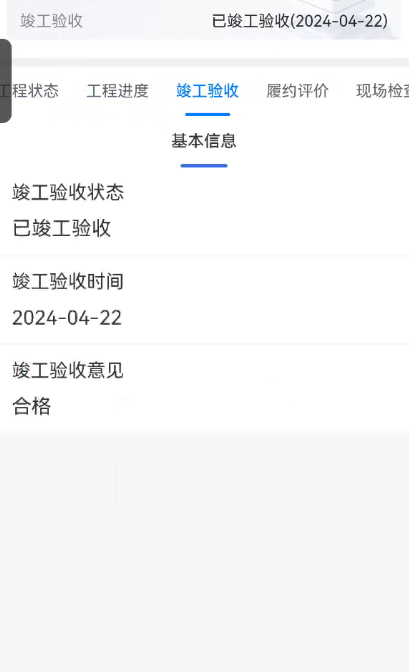 竣工验收 已竣工验收(2024-04-22)
工程状态 工程进度 竣工验收 履约评价 现场检查
基本信息
竣工验收状态
已竣工验收
竣工验收时间
2024-04-22
竣工验收意见
合格